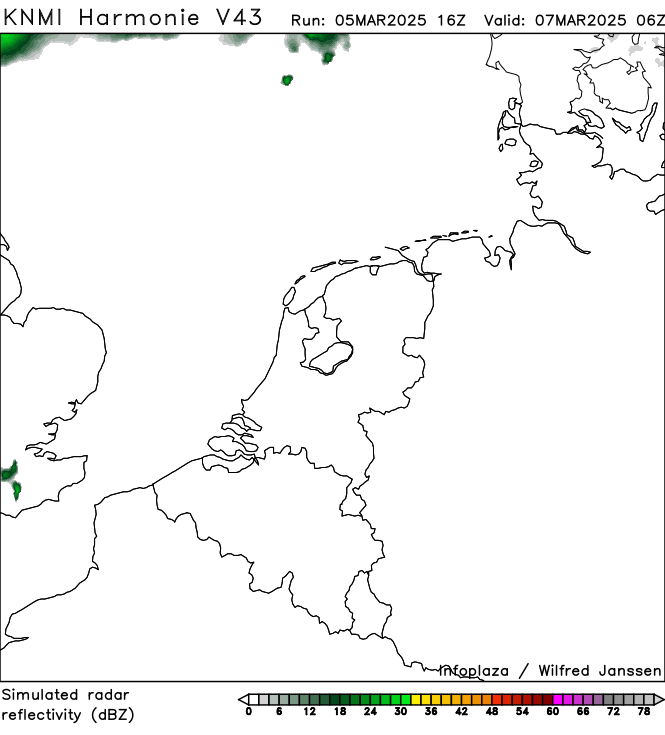 KNMI Harmonie V43 Run: 05MAR2025 16Z Valid: 07MAR2025 06Z
infoplaza / Wilfred Janssen
Simulated radar
reflectivity (dBZ)
0 6 12 18 24 30 36 42 48 54 60 66 72 78